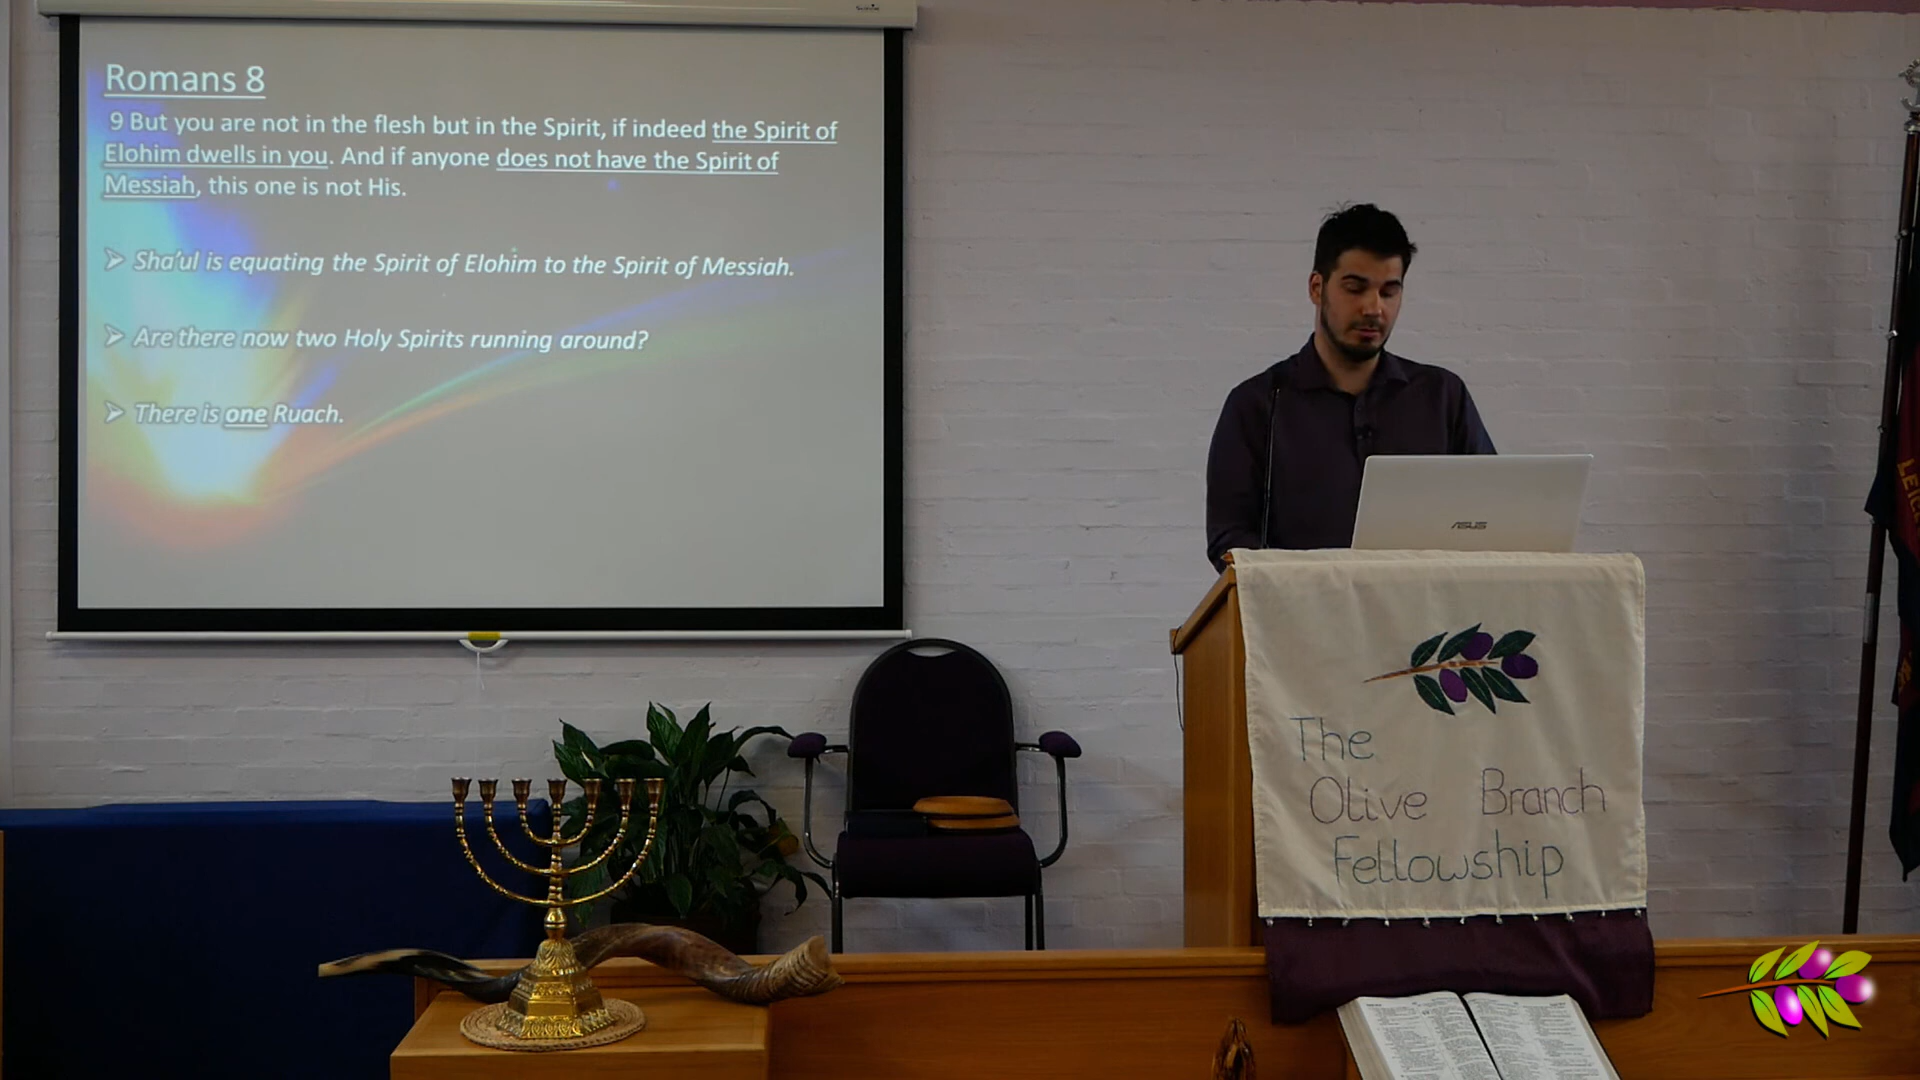 Romans 8
9 But you are not in the flesh but in the Spirit, if indeed the Spirit of
Elohim dwells in you. And if anyone does not have the Spirit of
Messiah, this one is not His.
➢ Sha'ul is equating the Spirit of Elohim to the Spirit of Messiah.
➢ Are there now two Holy Spirits running around?
➢ There is one Ruach.
ASUS
The
Olive Branch
Fellowship